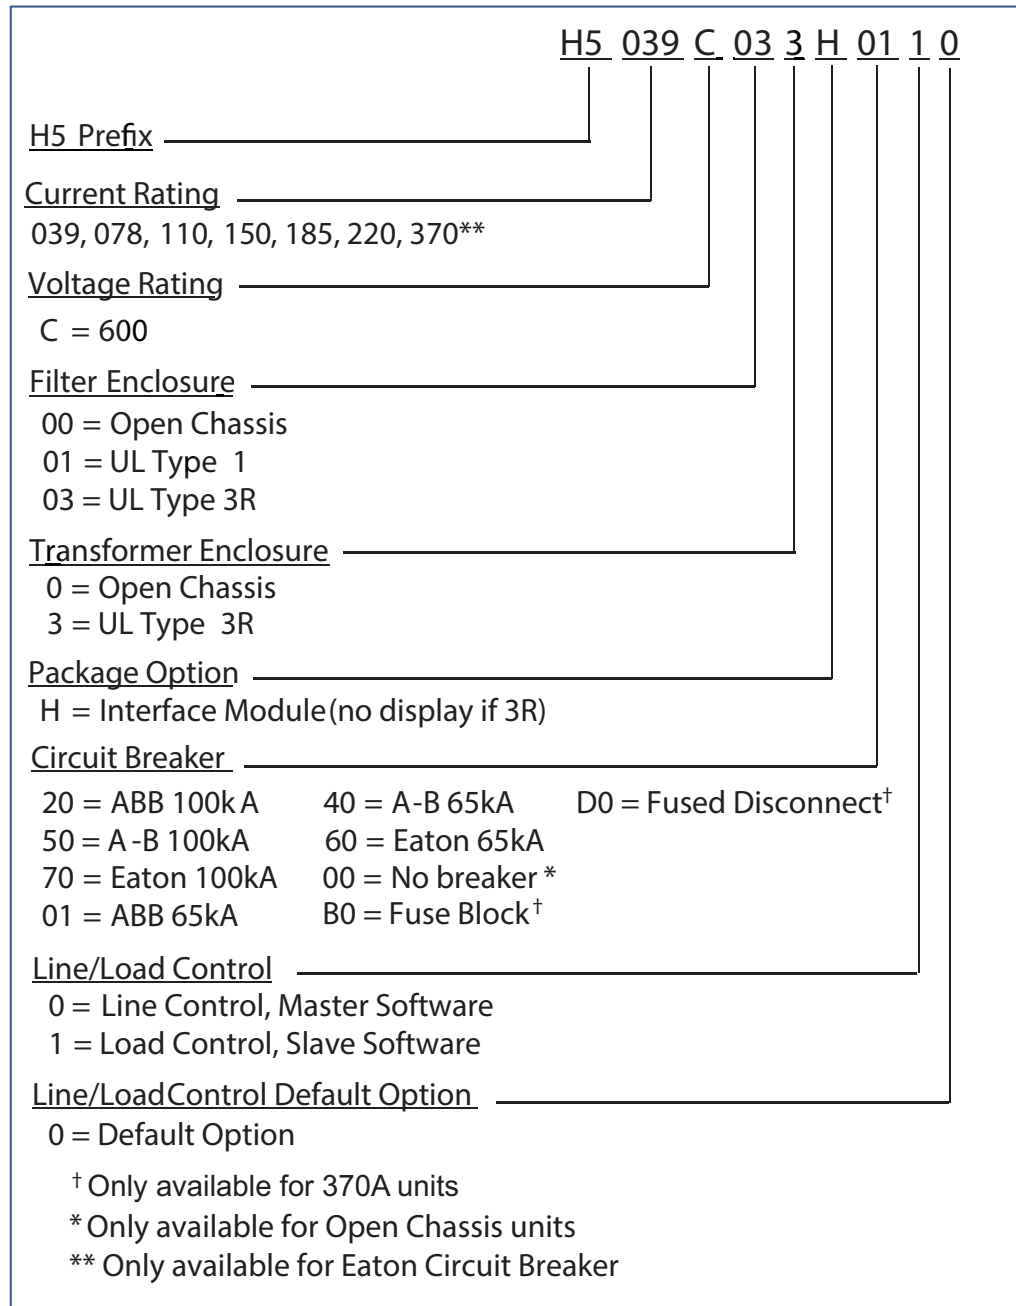 H5 039 C 03 3 H 01 1 0
H5 Prefix
Current Rating
039, 078, 110, 150, 185, 220, 370**
Voltage Rating
C = 600
Filter Enclosure
00 = Open Chassis
01 = UL Type 1
03 = UL Type 3R
Transformer Enclosure
0 = Open Chassis
3 = UL Type 3R
Package Option
H = Interface Module (no display if 3R)
Circuit Breaker
20 = ABB 100kA 40 = A-B 65kA D0 = Fused Disconnect†
50 = A-B 100kA 60 = Eaton 65kA
70 = Eaton 100kA 00 = No breaker *
01 = ABB 65kA B0 = Fuse Block†
Line/Load Control
0 = Line Control, Master Software
1 = Load Control, Slave Software
Line/Load Control Default Option
0 = Default Option
† Only available for 370A units
* Only available for Open Chassis units
** Only available for Eaton Circuit Breaker